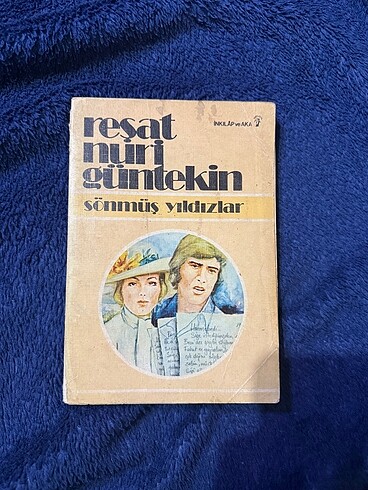 reşat
nuri
güntekin
İNKILÂP ve AKA
sönmüş yıldızlar